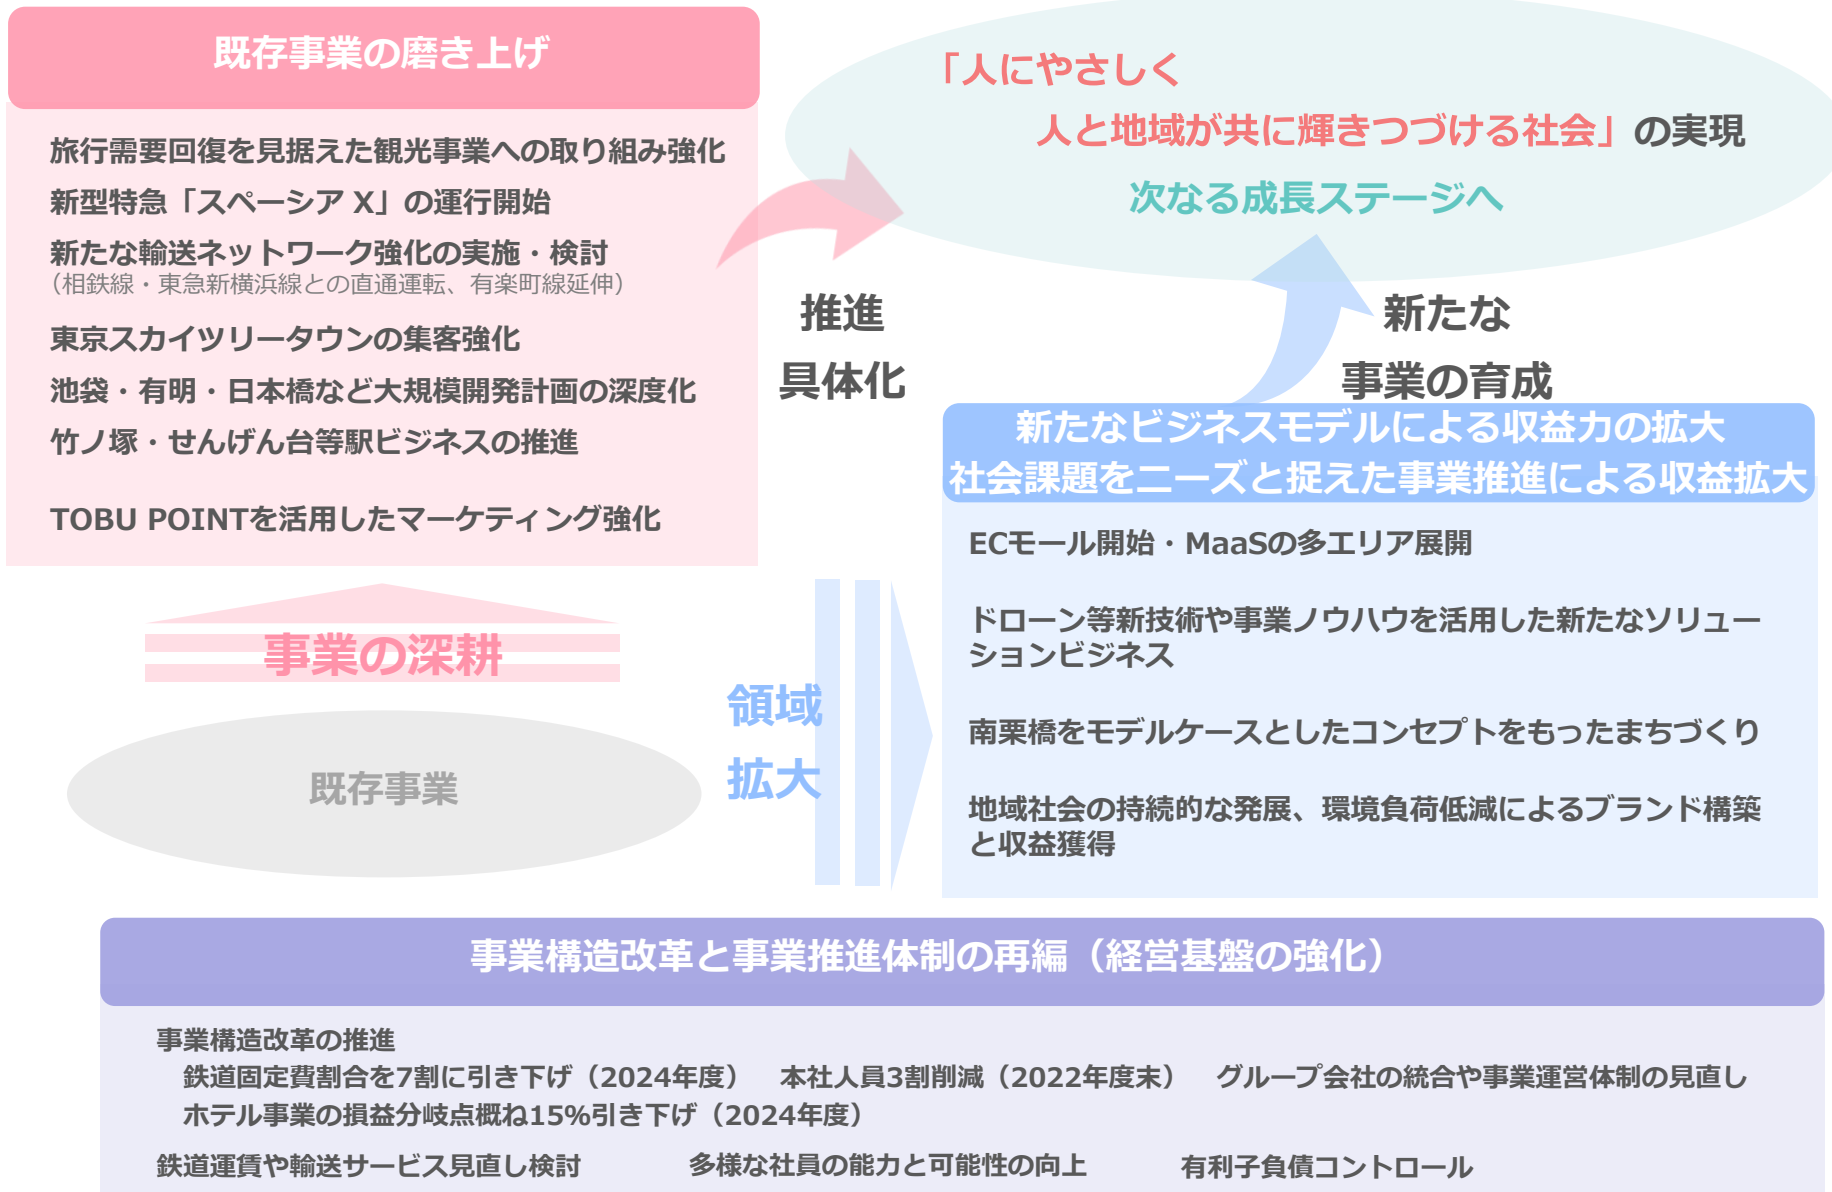 既存事業の磨き上げ
旅行需要回復を見据えた観光事業への取り組み強化
新型特急「スペーシア X」の運行開始
新たな輸送ネットワーク強化の実施・検討
（相鉄線・東急新横浜線との直通運転、有楽町線延伸）
東京スカイツリータウンの集客強化
池袋・有明・日本橋など大規模開発計画の深度化
竹ノ塚・せんげん台等駅ビジネスの推進
TOBU POINTを活用したマーケティング強化
「人にやさしく
人と地域が共に輝きつづける社会」の実現
次なる成長ステージへ
推進
具体化
新たな
事業の育成
新たなビジネスモデルによる収益力の拡大
社会課題をニーズと捉えた事業推進による収益拡大
ECモール開始・MaaSの多エリア展開
ドローン等新技術や事業ノウハウを活用した新たなソリュー
ションビジネス
南栗橋をモデルケースとしたコンセプトをもったまちづくり
地域社会の持続的な発展、環境負荷低減によるブランド構築
と収益獲得
事業の深耕
領域
拡大
既存事業
事業構造改革と事業推進体制の再編（経営基盤の強化）
事業構造改革の推進
鉄道固定費割合を7割に引き下げ（2024年度） 本社人員3割削減（2022年度末） グループ会社の統合や事業運営体制の見直し
ホテル事業の損益分岐点概ね15%引き下げ（2024年度）
鉄道運賃や輸送サービス見直し検討 多様な社員の能力と可能性の向上 有利子負債コントロール